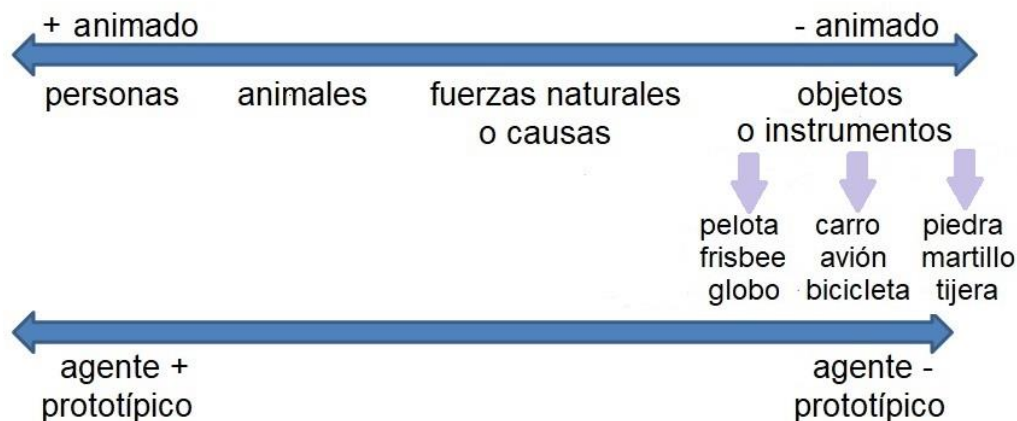 + animado - animado
personas animales fuerzas naturales objetos
o causas o instrumentos
pelota carro piedra
frisbee avión martillo
globo bicicleta tijera
agente + agente -
prototípico prototípico